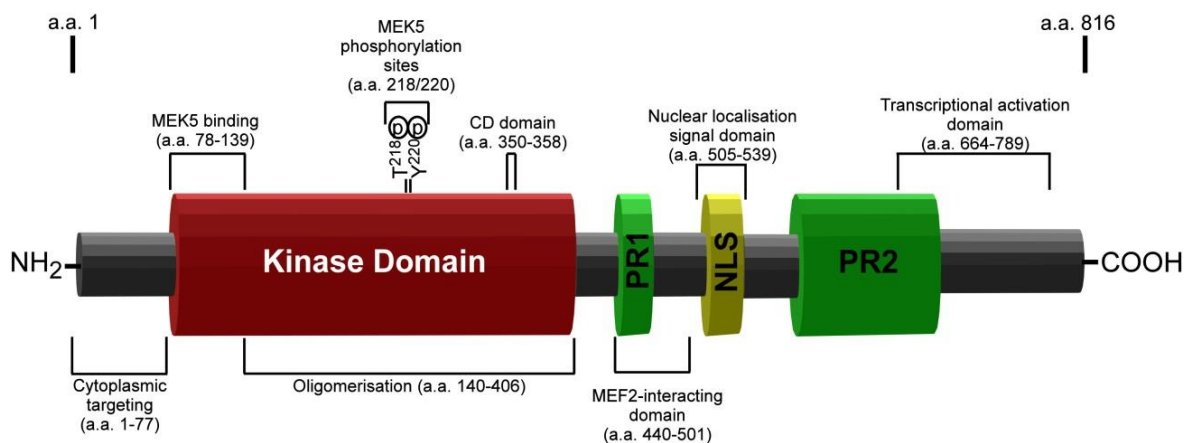 a.a. 1
a.a. 816
MEK5
phosphorylation
sites
(a.a. 218/220)
MEK5 binding
(a.a. 78-139)
CD domain
(a.a. 350-358)
Nuclear localisation
signal domain
(a.a. 505-539)
Transcriptional activation
domain
(a.a. 664-789)
p p
T218
Y220
NH2
Kinase Domain
PR1
NLS
PR2
COOH
Cytoplasmic
targeting
(a.a. 1-77)
Oligomerisation (a.a. 140-406)
MEF2-interacting
domain
(a.a. 440-501)